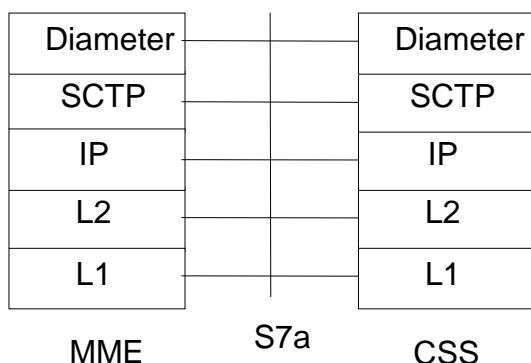 Diameter Diameter
SCTP SCTP
IP IP
L2 L2
L1 L1
MME S7a CSS